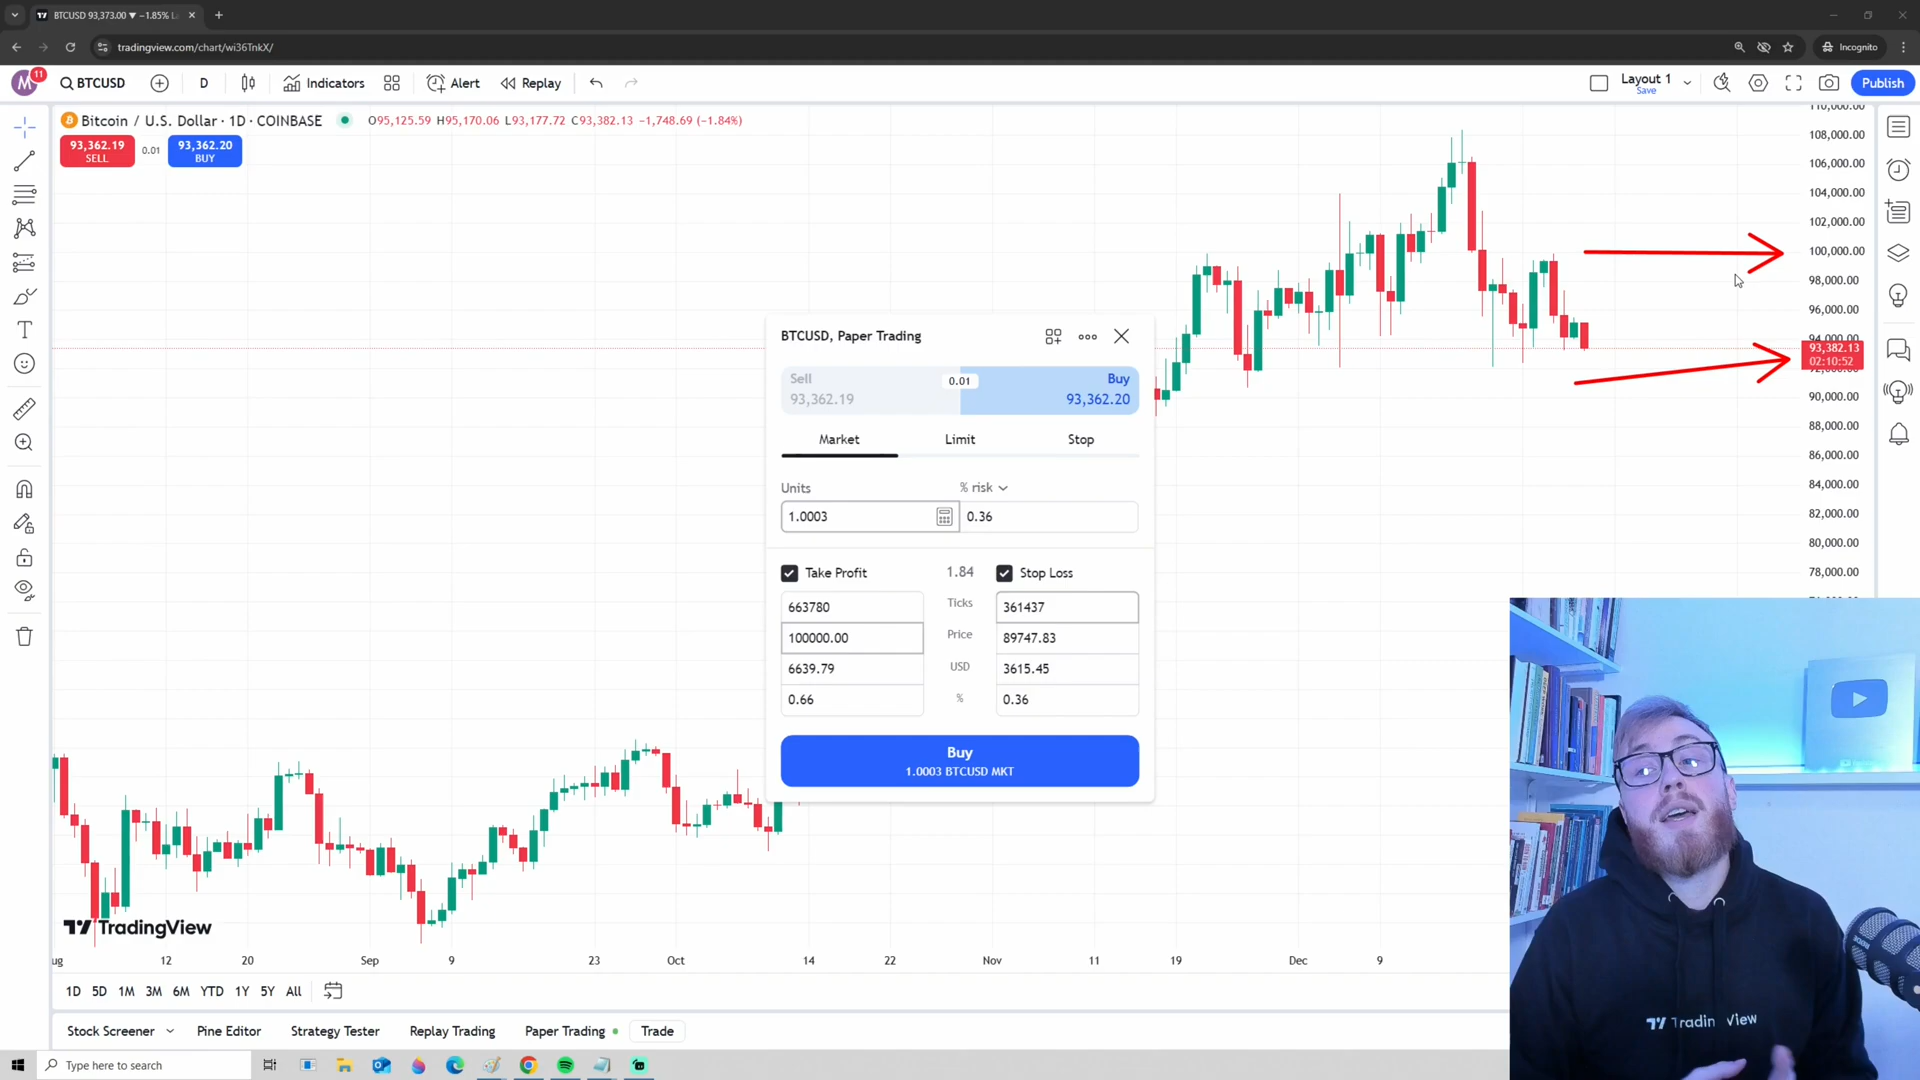 BTCUSD 93,373.00 ▼ −1.85%
tradingview.com/chart/wi36TnkX/
Incognito
M
11
BTCUSD
D
Indicators
Alert
Replay
Layout 1
Save
Publish
Bitcoin / U.S. Dollar · 1D · COINBASE
O95,125.59 H95,170.06 L93,177.72 C93,382.13 −1,748.69 (−1.84%)
93,362.19
SELL
0.01
93,362.20
BUY
110,000.00
108,000.00
106,000.00
104,000.00
102,000.00
100,000.00
98,000.00
96,000.00
94,000.00
93,382.13
02:10:52
92,000.00
90,000.00
88,000.00
86,000.00
84,000.00
82,000.00
80,000.00
78,000.00
BTCUSD, Paper Trading
Sell
93,362.19
0.01
Buy
93,362.20
Market
Limit
Stop
Units
% risk
1.0003
0.36
Take Profit
1.84
Stop Loss
663780
Ticks
361437
100000.00
Price
89747.83
6639.79
USD
3615.45
0.66
%
0.36
Buy
1.0003 BTCUSD MKT
TradingView
ug
12
20
Sep
9
23
Oct
14
22
Nov
11
19
Dec
9
1D
5D
1M
3M
6M
YTD
1Y
5Y
All
Stock Screener
Pine Editor
Strategy Tester
Replay Trading
Paper Trading
Trade
Type here to search
TradingView
RØDE